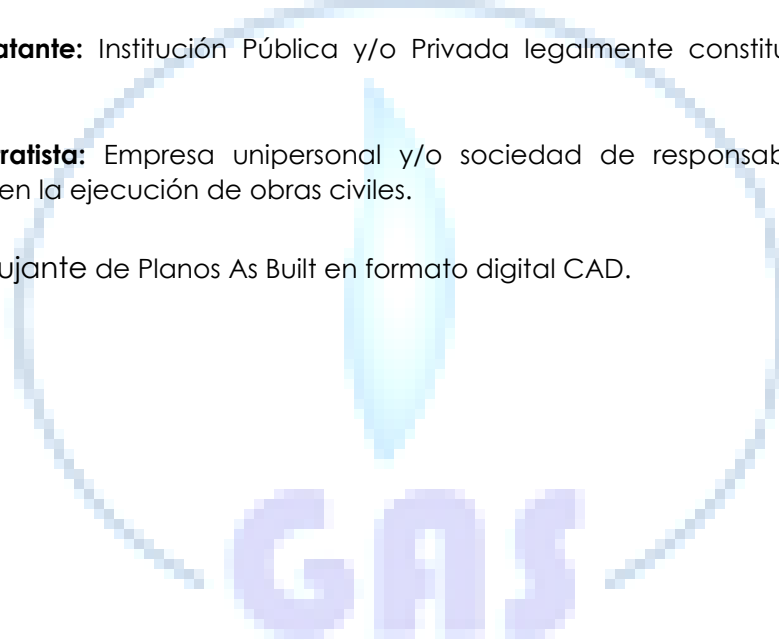 atante: Institución Pública y/o Privada legalmente constitu
ratista: Empresa unipersonal y/o sociedad de responsab
en la ejecución de obras civiles.
ujante de Planos As Built en formato digital CAD.
GAS